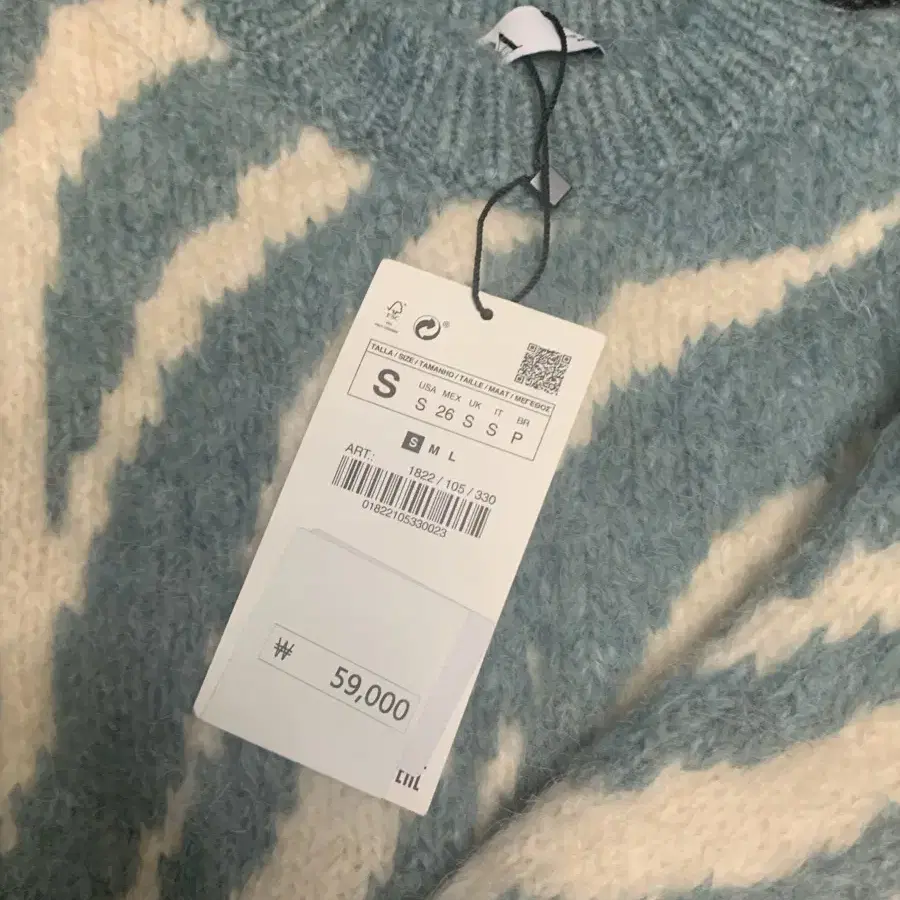 FSC
®
TALLA / SIZE / TAMANHO / TAILLE / MAAT / ΜΕΓΕΘΟΣ
S
USA MEX UK IT BR
S 26 S S P
S M L
ART.: 1822 / 105 / 330
01822105330023
₩ 59,000